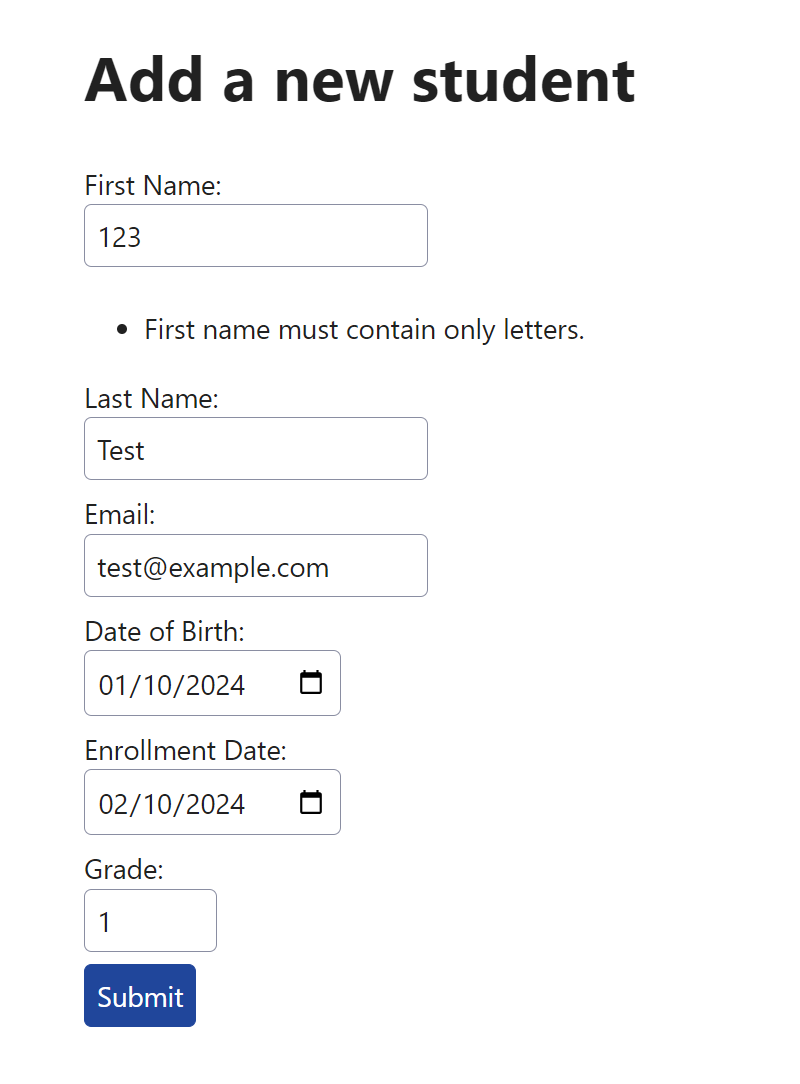 Add a new student
First Name:
123
• First name must contain only letters.
Last Name:
Test
Email:
test@example.com
Date of Birth:
01/10/2024
Enrollment Date:
02/10/2024
Grade:
1
Submit